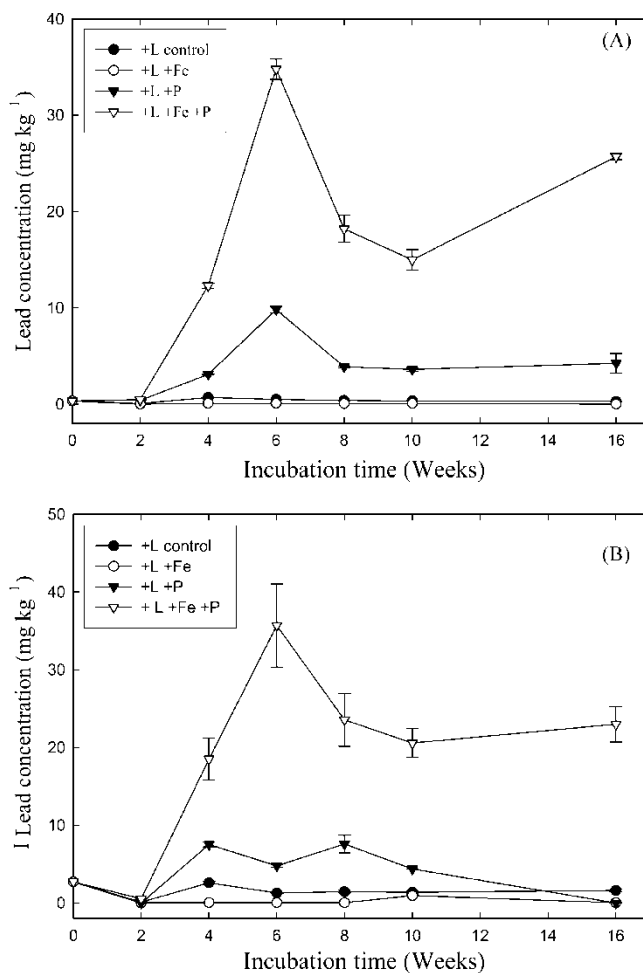 (A)
+L control
+L +Fe
+L +P
+L +Fe +P
40
30
20
10
0
Lead concentration (mg kg⁻¹)
0 2 4 6 8 10 12 14 16
Incubation time (Weeks)
(B)
+L control
+L +Fe
+L +P
+ L +Fe +P
50
40
30
20
10
0
I Lead concentration (mg kg⁻¹)
0 2 4 6 8 10 12 14 16
Incubation time (Weeks)